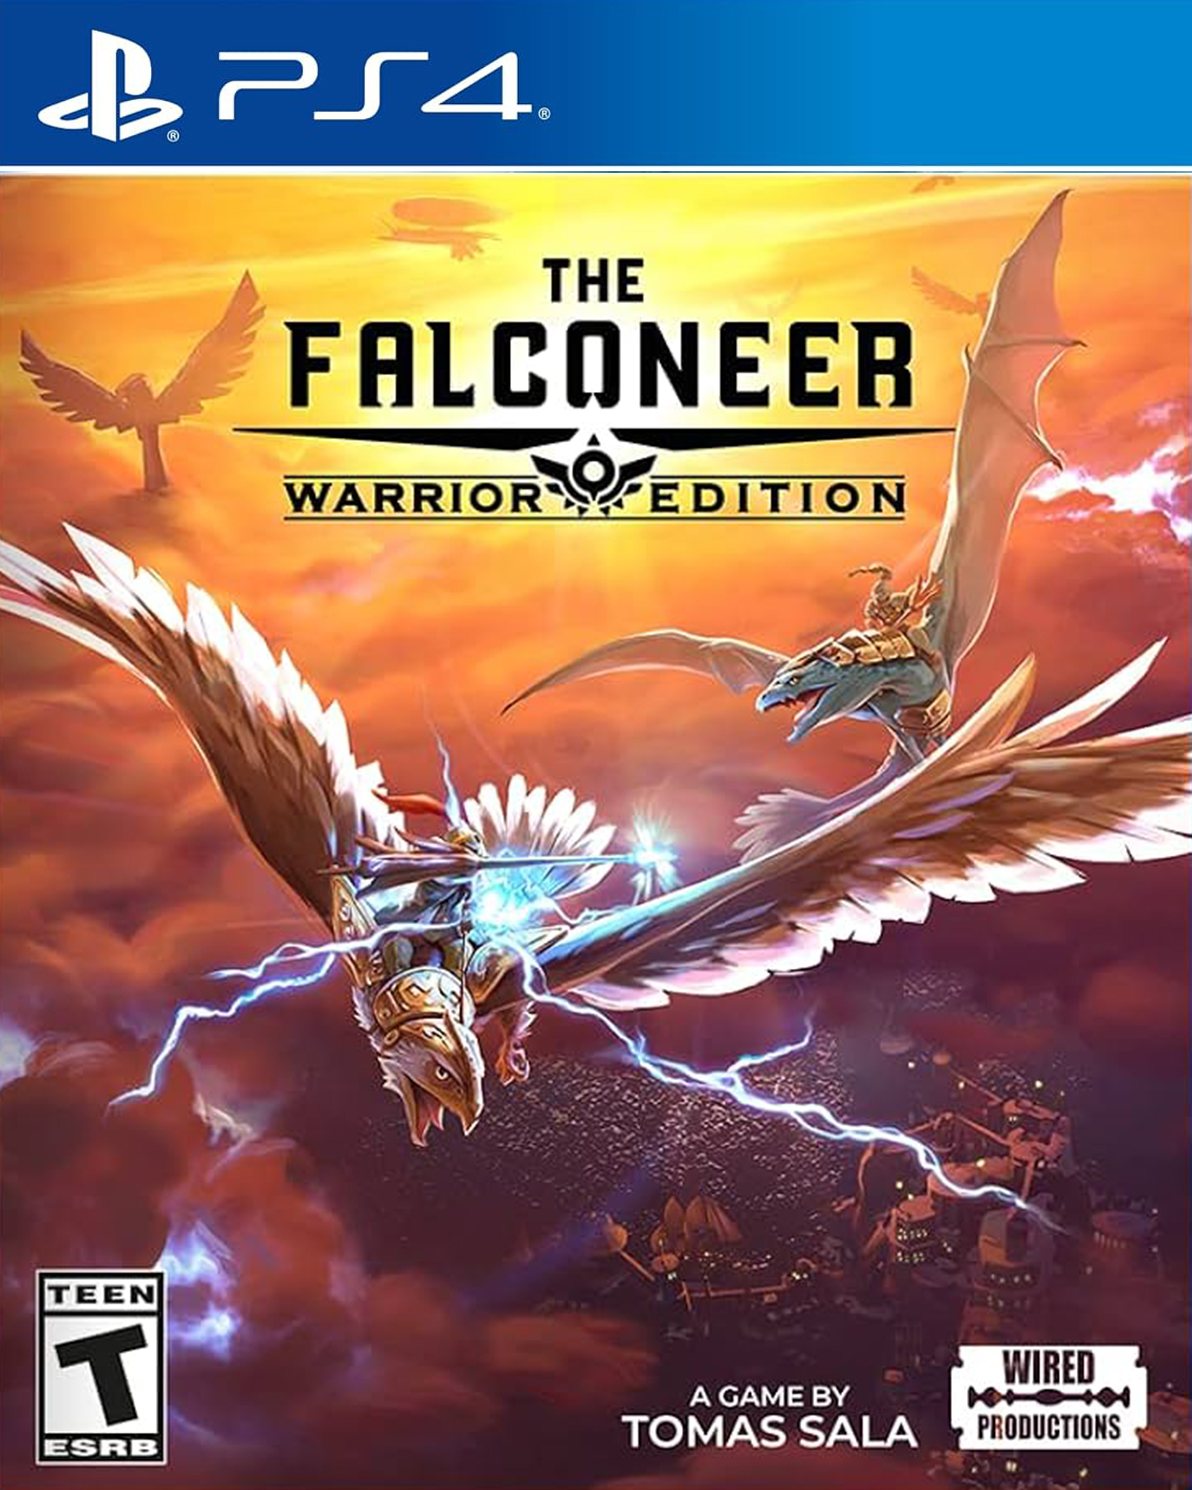 PS4
®
®
THE
FALCONEER
WARRIOR EDITION
TEEN
T
ESRB
A GAME BY
TOMAS SALA
WIRED
PRODUCTIONS